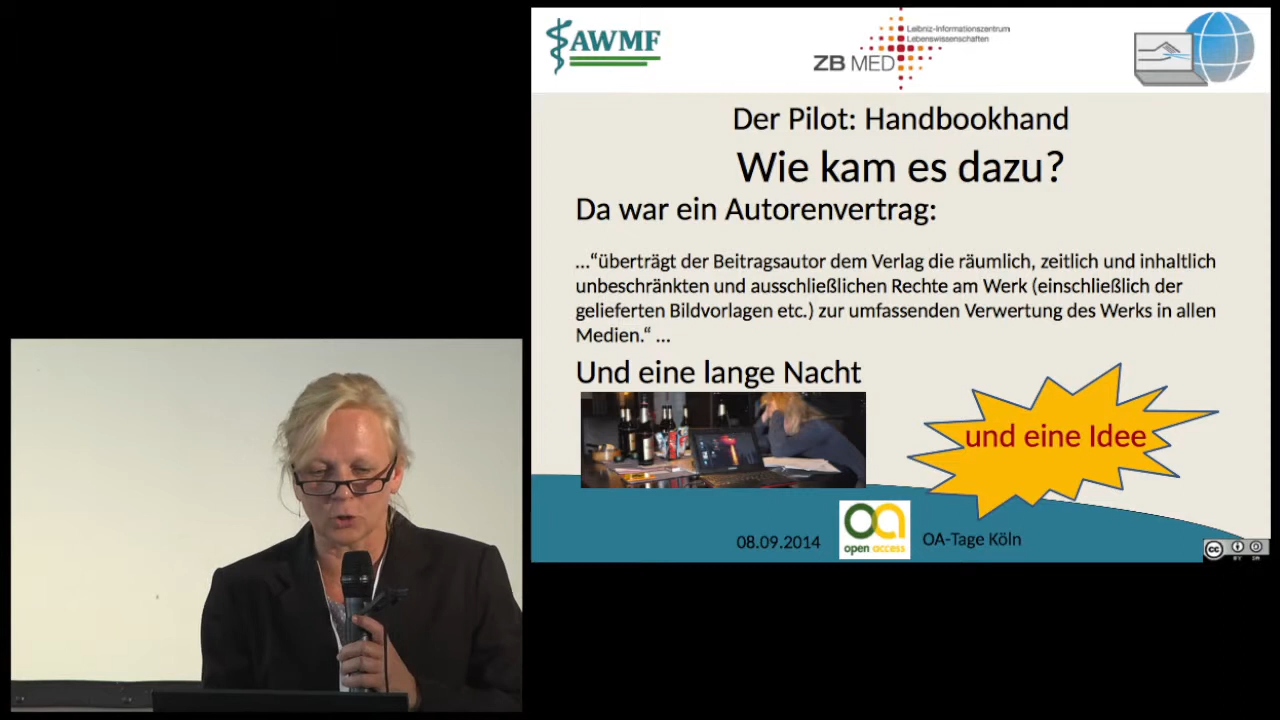 AWMF
Leibniz-Informationszentrum
Lebenswissenschaften
ZB MED
Der Pilot: Handbookhand
Wie kam es dazu?
Da war ein Autorenvertrag:
...“überträgt der Beitragsautor dem Verlag die räumlich, zeitlich und inhaltlich
unbeschränkten und ausschließlichen Rechte am Werk (einschließlich der
gelieferten Bildvorlagen etc.) zur umfassenden Verwertung des Werks in allen
Medien.“ ...
Und eine lange Nacht
und eine Idee
08.09.2014
open access
OA-Tage Köln
cc